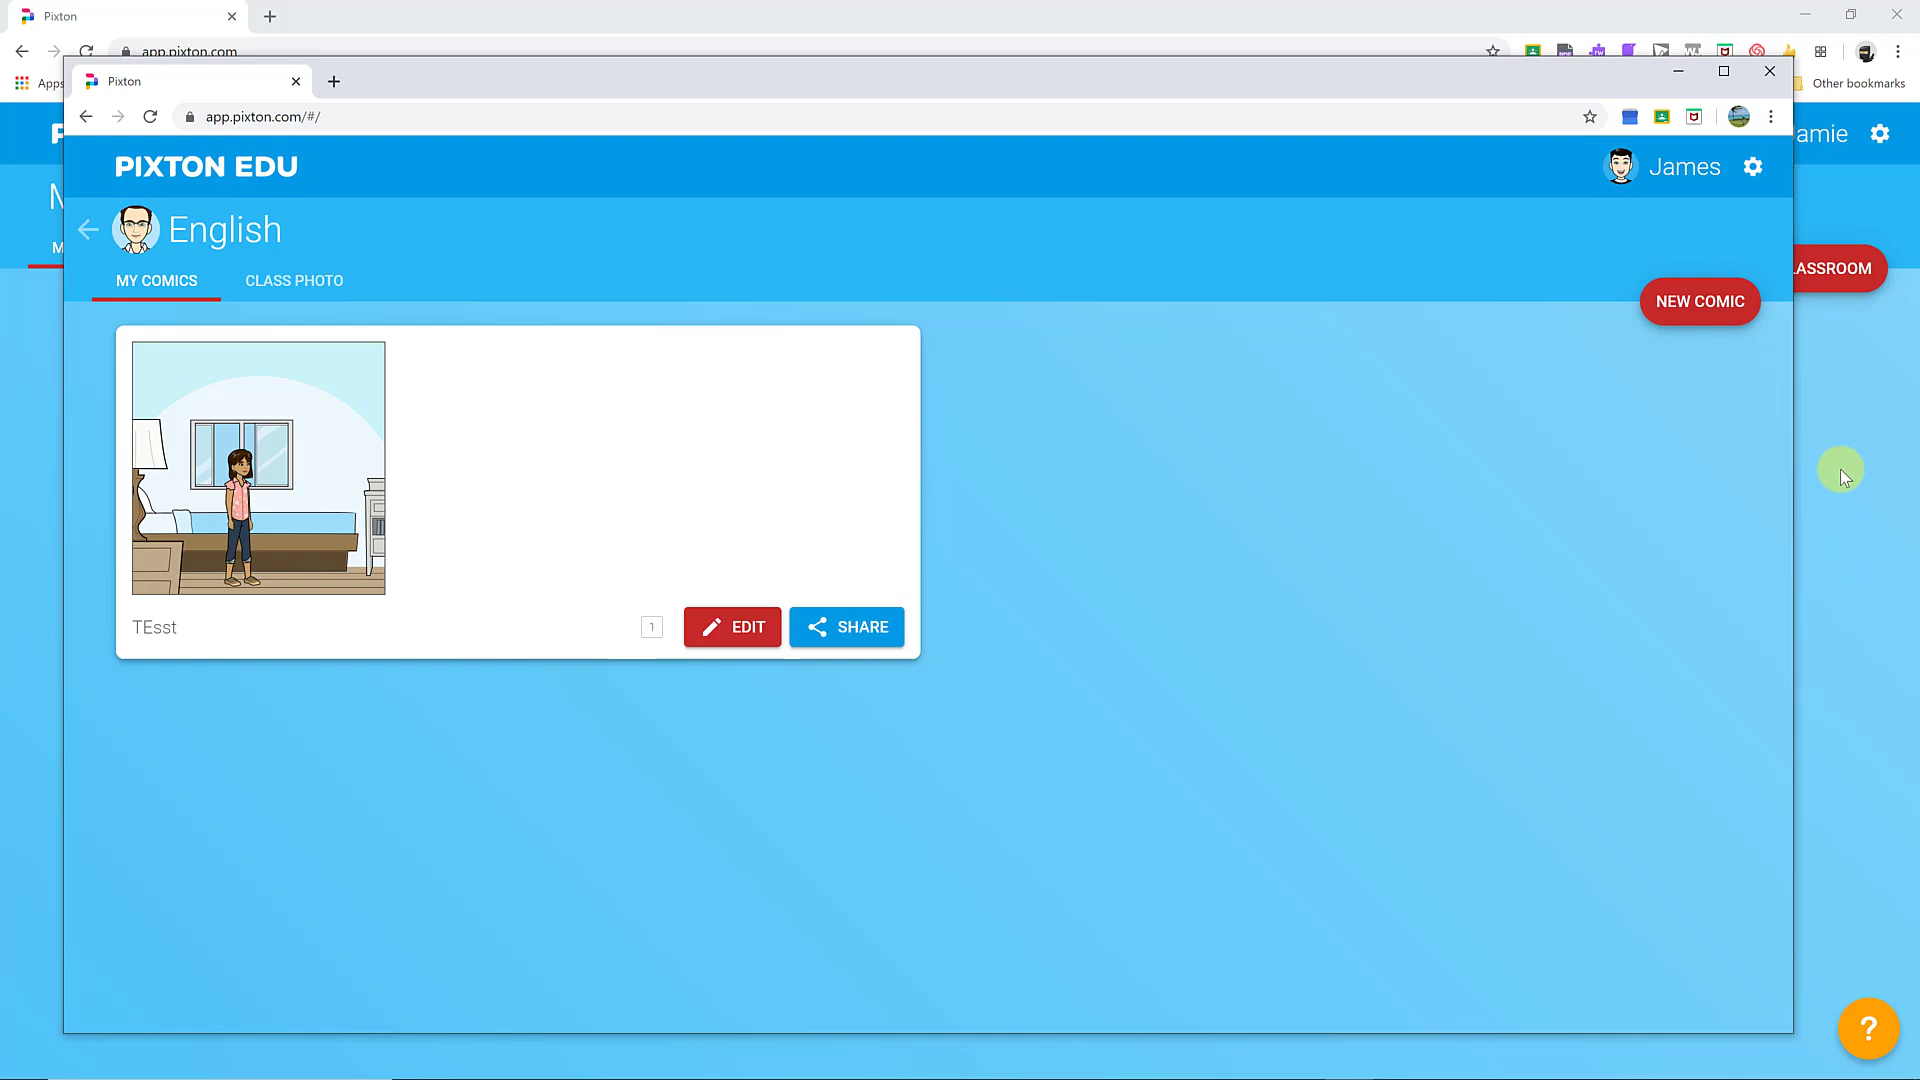 Pixton
app.pixton.com
Apps
Other bookmarks
Pixton
app.pixton.com/#/
amie
PIXTON EDU
James
English
MY COMICS
CLASS PHOTO
LASSROOM
NEW COMIC
TEsst
1
EDIT
SHARE
?